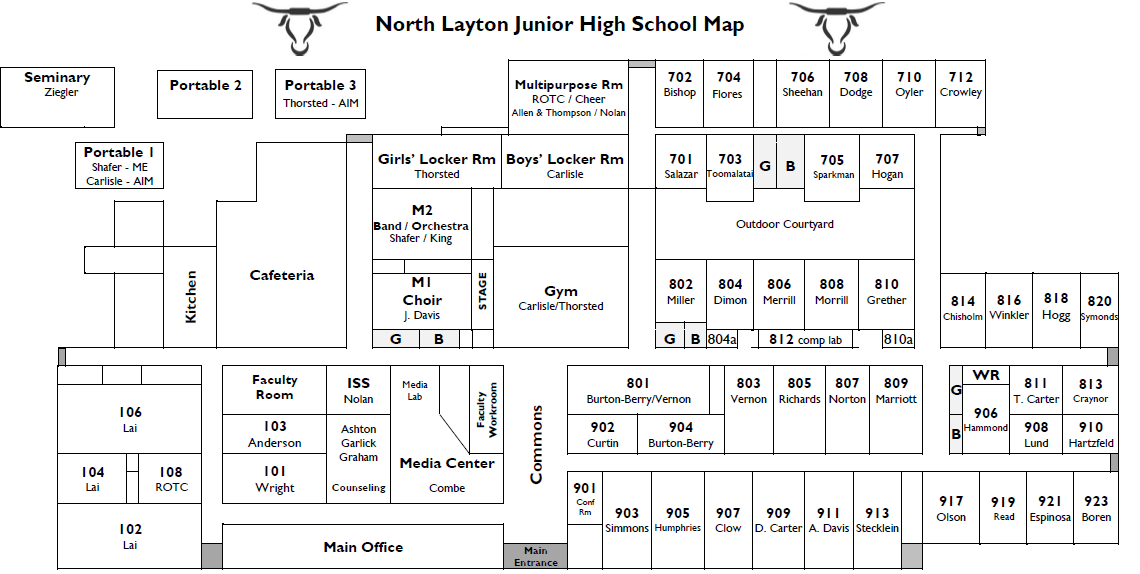 North Layton Junior High School Map
Seminary
Ziegler
Portable 2
Portable 3
Thorsted - AIM
Multipurpose Rm
ROTC / Cheer
Allen & Thompson / Nolan
702
Bishop
704
Flores
706
Sheehan
708
Dodge
710
Oyler
712
Crowley
Portable 1
Shafer - ME
Carlisle - AIM
Girls' Locker Rm
Thorsted
Boys' Locker Rm
Carlisle
701
Salazar
703
Toomalatai
G
B
705
Sparkman
707
Hogan
M2
Band / Orchestra
Shafer / King
Outdoor Courtyard
Kitchen
Cafeteria
M1
Choir
J. Davis
STAGE
Gym
Carlisle/Thorsted
802
Miller
804
Dimon
806
Merrill
808
Morrill
810
Grether
814
Chisholm
816
Winkler
818
Hogg
820
Symonds
G
B
G
B
804a
812 comp lab
810a
106
Lai
Faculty
Room
ISS
Nolan
Media
Lab
Faculty
Workroom
Commons
801
Burton-Berry/Vernon
803
Vernon
805
Richards
807
Norton
809
Marriott
G
WR
811
T. Carter
813
Craynor
103
Anderson
Ashton
Garlick
Graham
Counseling
902
Curtin
904
Burton-Berry
B
906
Hammond
908
Lund
910
Hartzfeld
104
Lai
108
ROTC
101
Wright
Media Center
Combe
901
Conf
Rm
903
Simmons
905
Humphries
907
Clow
909
D. Carter
911
A. Davis
913
Stecklein
917
Olson
919
Read
921
Espinosa
923
Boren
102
Lai
Main Office
Main
Entrance